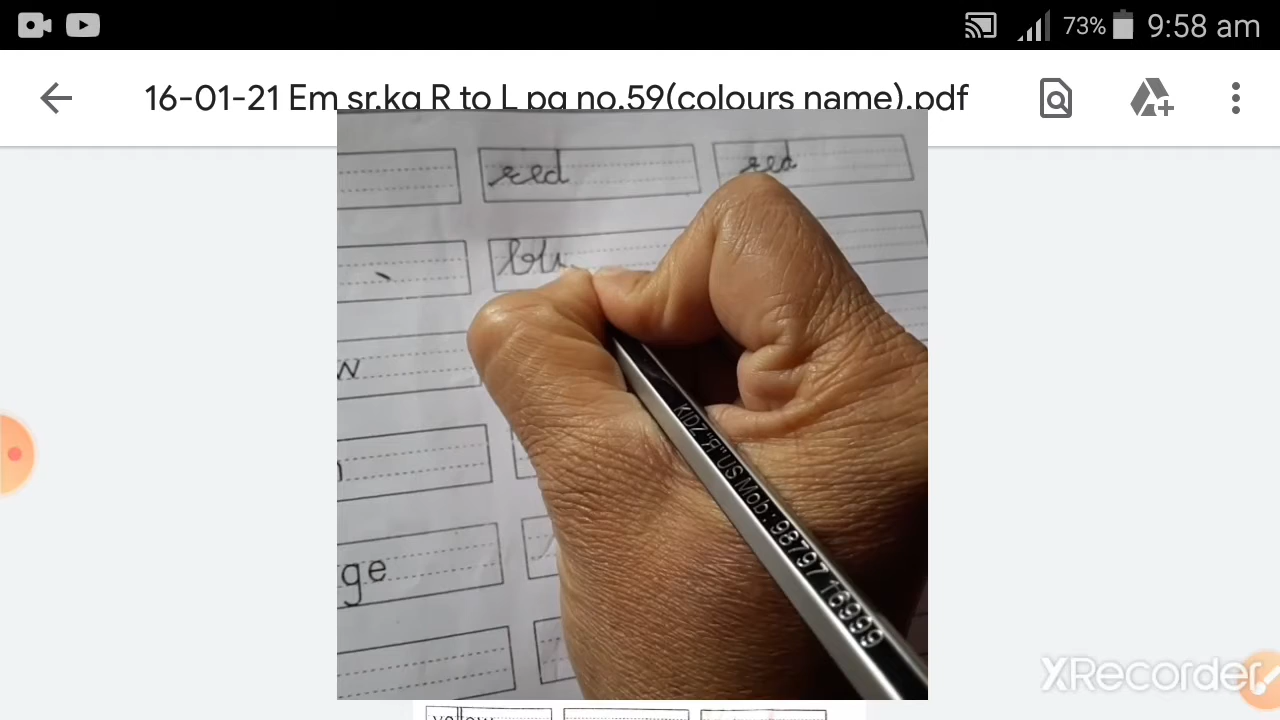 73% 9:58 am
16-01-21 Em sr.kg R to L pg no.59(colours name).pdf
red red
blu
w
ge
KIDZ "Я" US Mob : 98797 16999
yellow
XRecorder